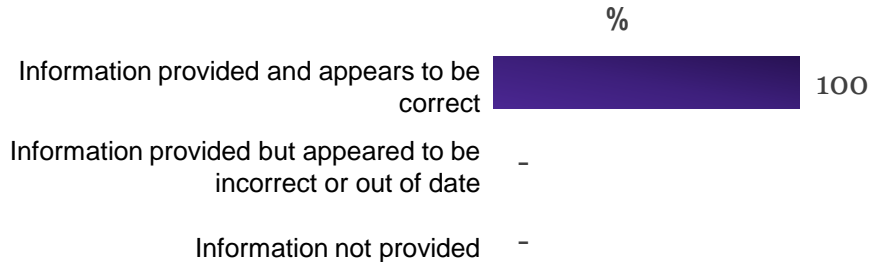 %
Information provided and appears to be
correct
100
Information provided but appeared to be
incorrect or out of date
-
Information not provided
-